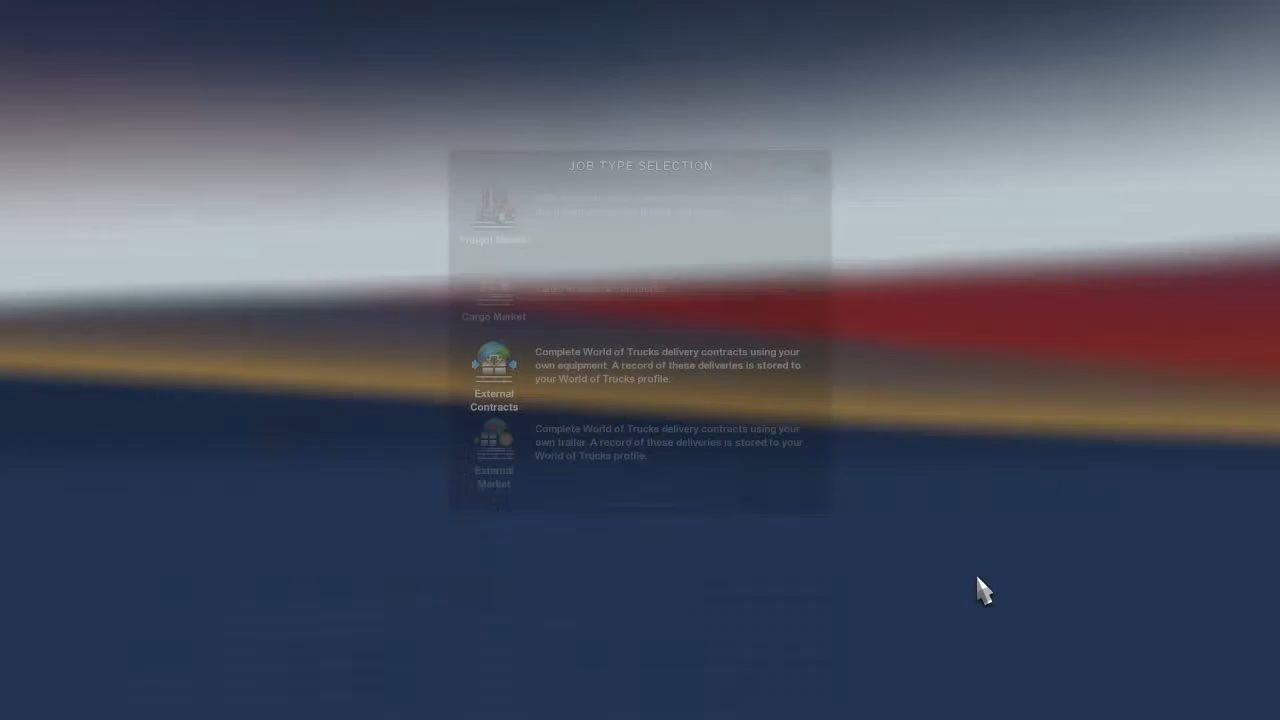 JOB TYPE SELECTION
Freight Market
Cargo Market
Complete World of Trucks delivery contracts using your
own equipment. A record of these deliveries is stored to
your World of Trucks profile.
External
Contracts
Complete World of Trucks delivery contracts using your
own trailer. A record of these deliveries is stored to your
World of Trucks profile.
External
Market